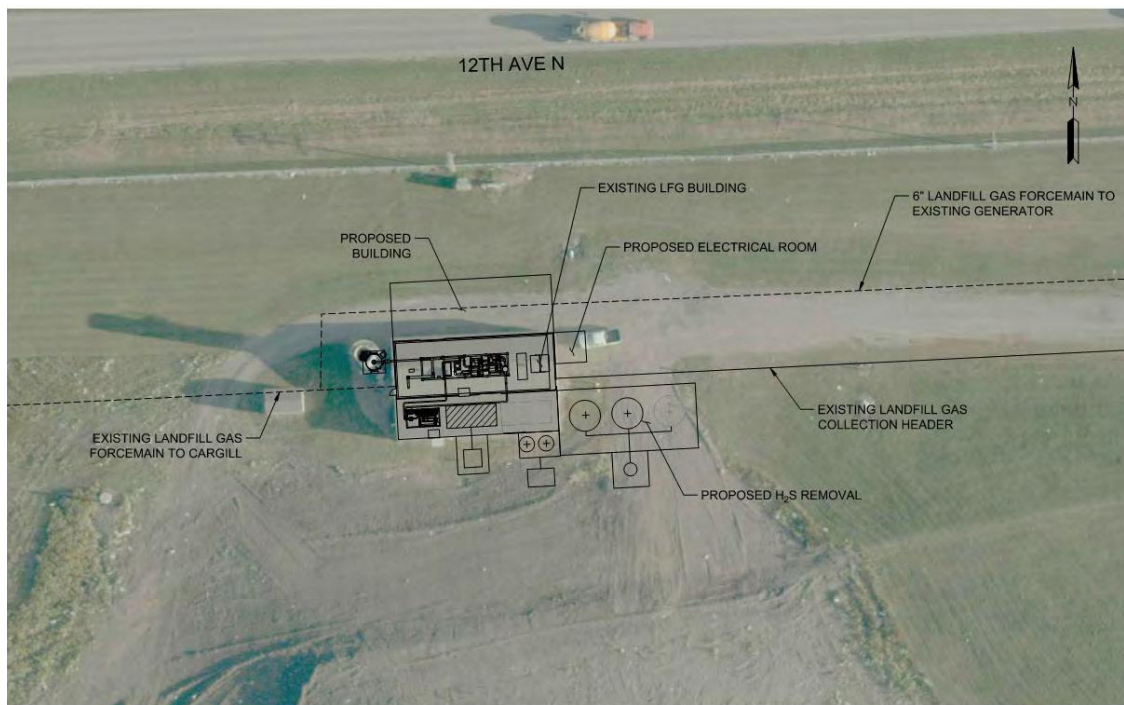 12TH AVE N
N
EXISTING LFG BUILDING
6" LANDFILL GAS FORCEMAIN TO
EXISTING GENERATOR
PROPOSED
BUILDING
PROPOSED ELECTRICAL ROOM
EXISTING LANDFILL GAS
FORCEMAIN TO CARGILL
EXISTING LANDFILL GAS
COLLECTION HEADER
PROPOSED H₂S REMOVAL